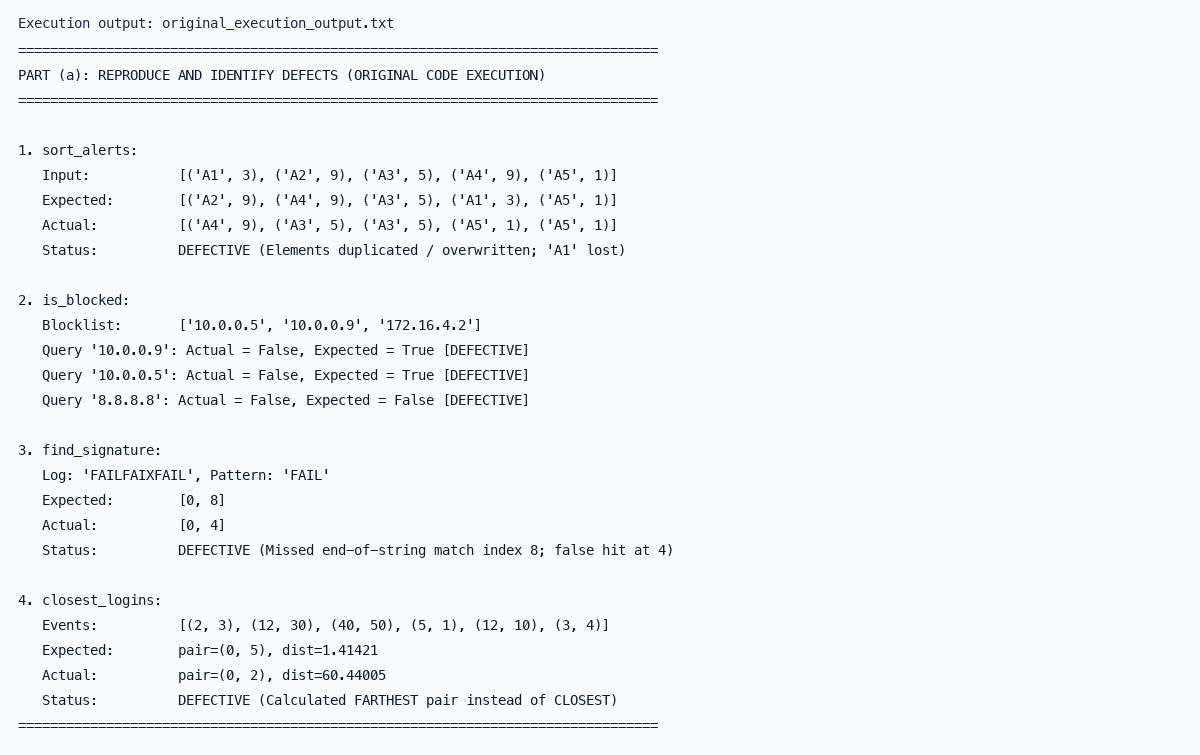 Execution output: original_execution_output.txt
================================================================================
PART (a): REPRODUCE AND IDENTIFY DEFECTS (ORIGINAL CODE EXECUTION)
================================================================================
1. sort_alerts:
Input: [('A1', 3), ('A2', 9), ('A3', 5), ('A4', 9), ('A5', 1)]
Expected: [('A2', 9), ('A4', 9), ('A3', 5), ('A1', 3), ('A5', 1)]
Actual: [('A4', 9), ('A3', 5), ('A3', 5), ('A5', 1), ('A5', 1)]
Status: DEFECTIVE (Elements duplicated / overwritten; 'A1' lost)
2. is_blocked:
Blocklist: ['10.0.0.5', '10.0.0.9', '172.16.4.2']
Query '10.0.0.9': Actual = False, Expected = True [DEFECTIVE]
Query '10.0.0.5': Actual = False, Expected = True [DEFECTIVE]
Query '8.8.8.8': Actual = False, Expected = False [DEFECTIVE]
3. find_signature:
Log: 'FAILFAIXFAIL', Pattern: 'FAIL'
Expected: [0, 8]
Actual: [0, 4]
Status: DEFECTIVE (Missed end-of-string match index 8; false hit at 4)
4. closest_logins:
Events: [(2, 3), (12, 30), (40, 50), (5, 1), (12, 10), (3, 4)]
Expected: pair=(0, 5), dist=1.41421
Actual: pair=(0, 2), dist=60.44005
Status: DEFECTIVE (Calculated FARTHEST pair instead of CLOSEST)
================================================================================